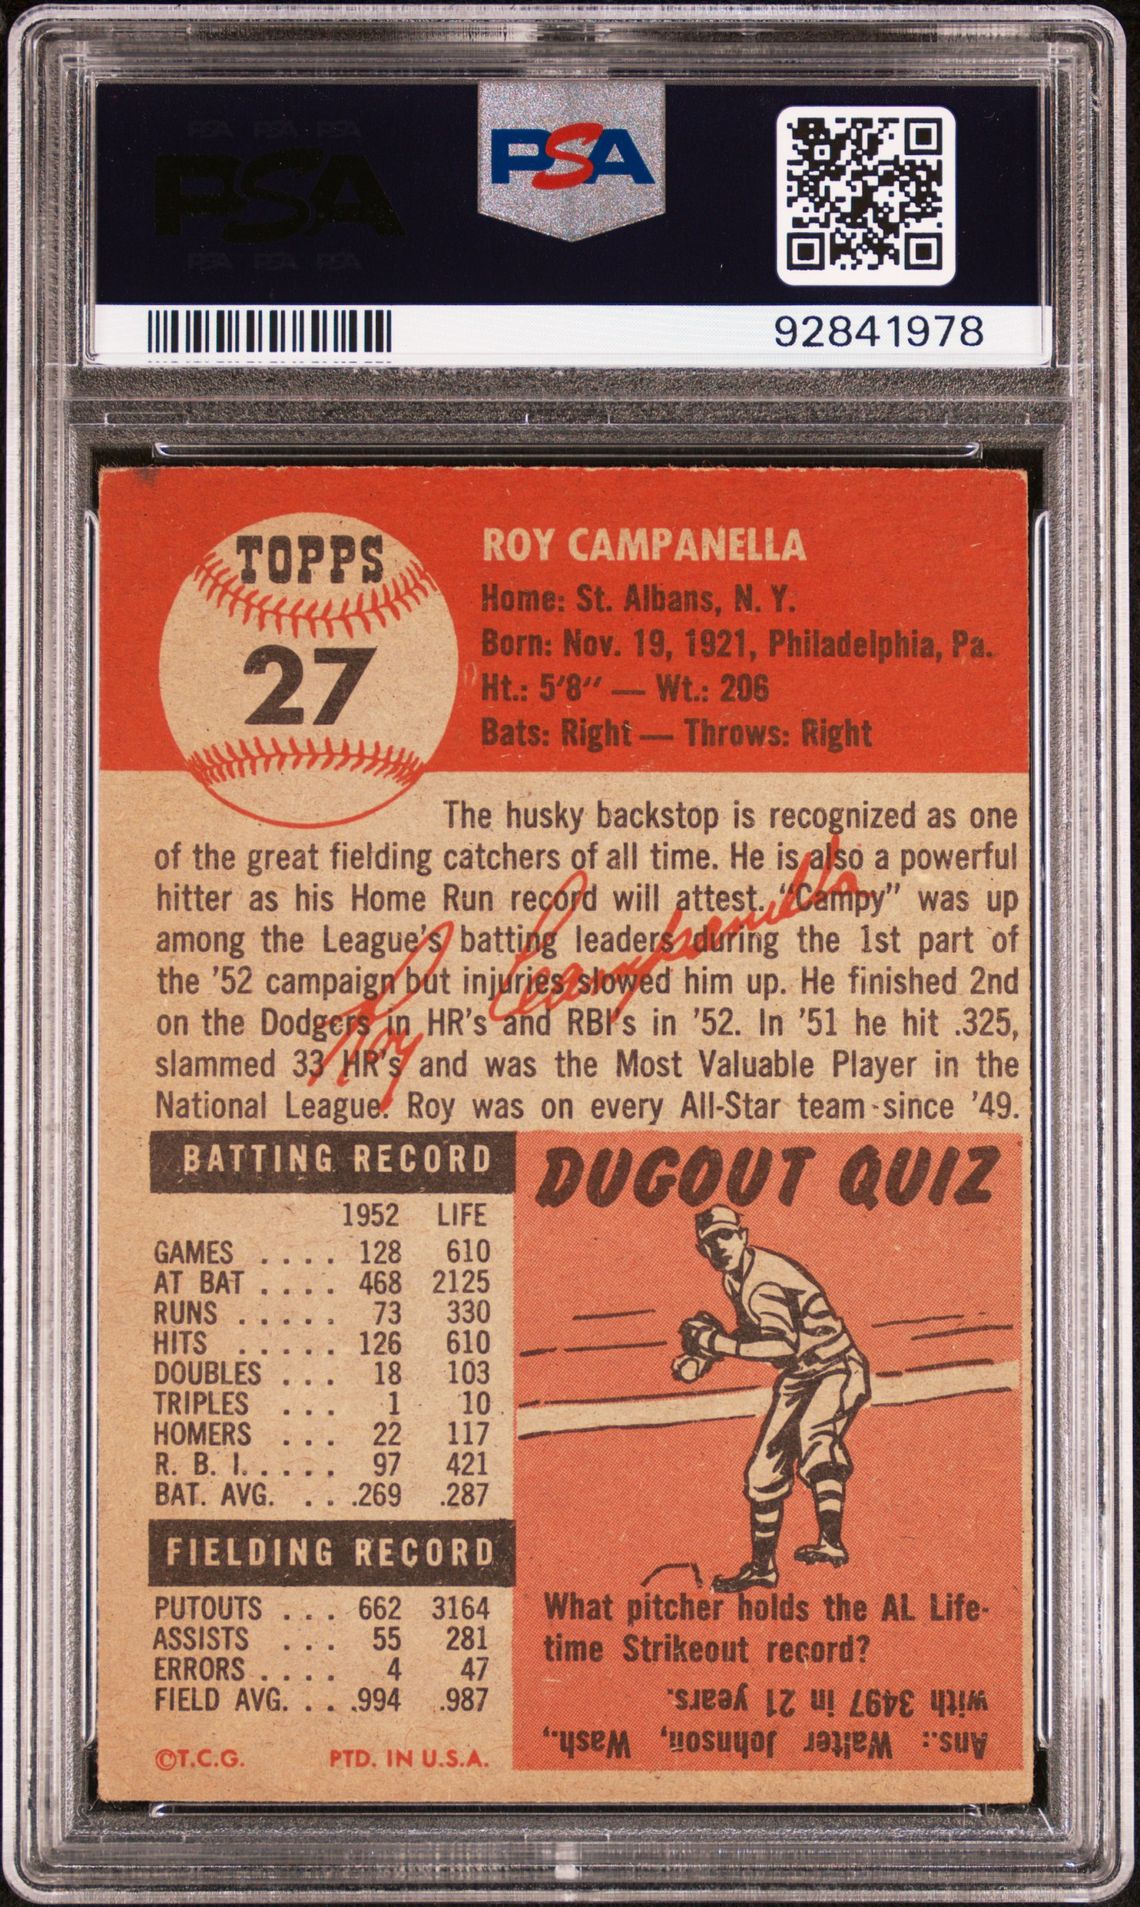 PSA PSA PSA
PSA
PSA
PSA PSA PSA
92841978
TOPPS
27
ROY CAMPANELLA
Home: St. Albans, N. Y.
Born: Nov. 19, 1921, Philadelphia, Pa.
Ht.: 5'8" — Wt.: 206
Bats: Right — Throws: Right
The husky backstop is recognized as one
of the great fielding catchers of all time. He is also a powerful
hitter as his Home Run record will attest. "Campy" was up
among the League's batting leaders during the 1st part of
the '52 campaign but injuries slowed him up. He finished 2nd
on the Dodgers in HR's and RBI's in '52. In '51 he hit .325,
slammed 33 HR's and was the Most Valuable Player in the
National League. Roy was on every All-Star team since '49.
Roy Campanella
BATTING RECORD
1952 LIFE
GAMES .... 128 610
AT BAT .... 468 2125
RUNS ..... 73 330
HITS ..... 126 610
DOUBLES ... 18 103
TRIPLES ... 1 10
HOMERS ... 22 117
R. B. I. .... 97 421
BAT. AVG. .. .269 .287
FIELDING RECORD
PUTOUTS ... 662 3164
ASSISTS ... 55 281
ERRORS .... 4 47
FIELD AVG. .. .994 .987
©T.C.G. PTD. IN U.S.A.
DUGOUT QUIZ
What pitcher holds the AL Life-
time Strikeout record?
Ans.: Walter Johnson, Wash.,
with 3497 in 21 years.